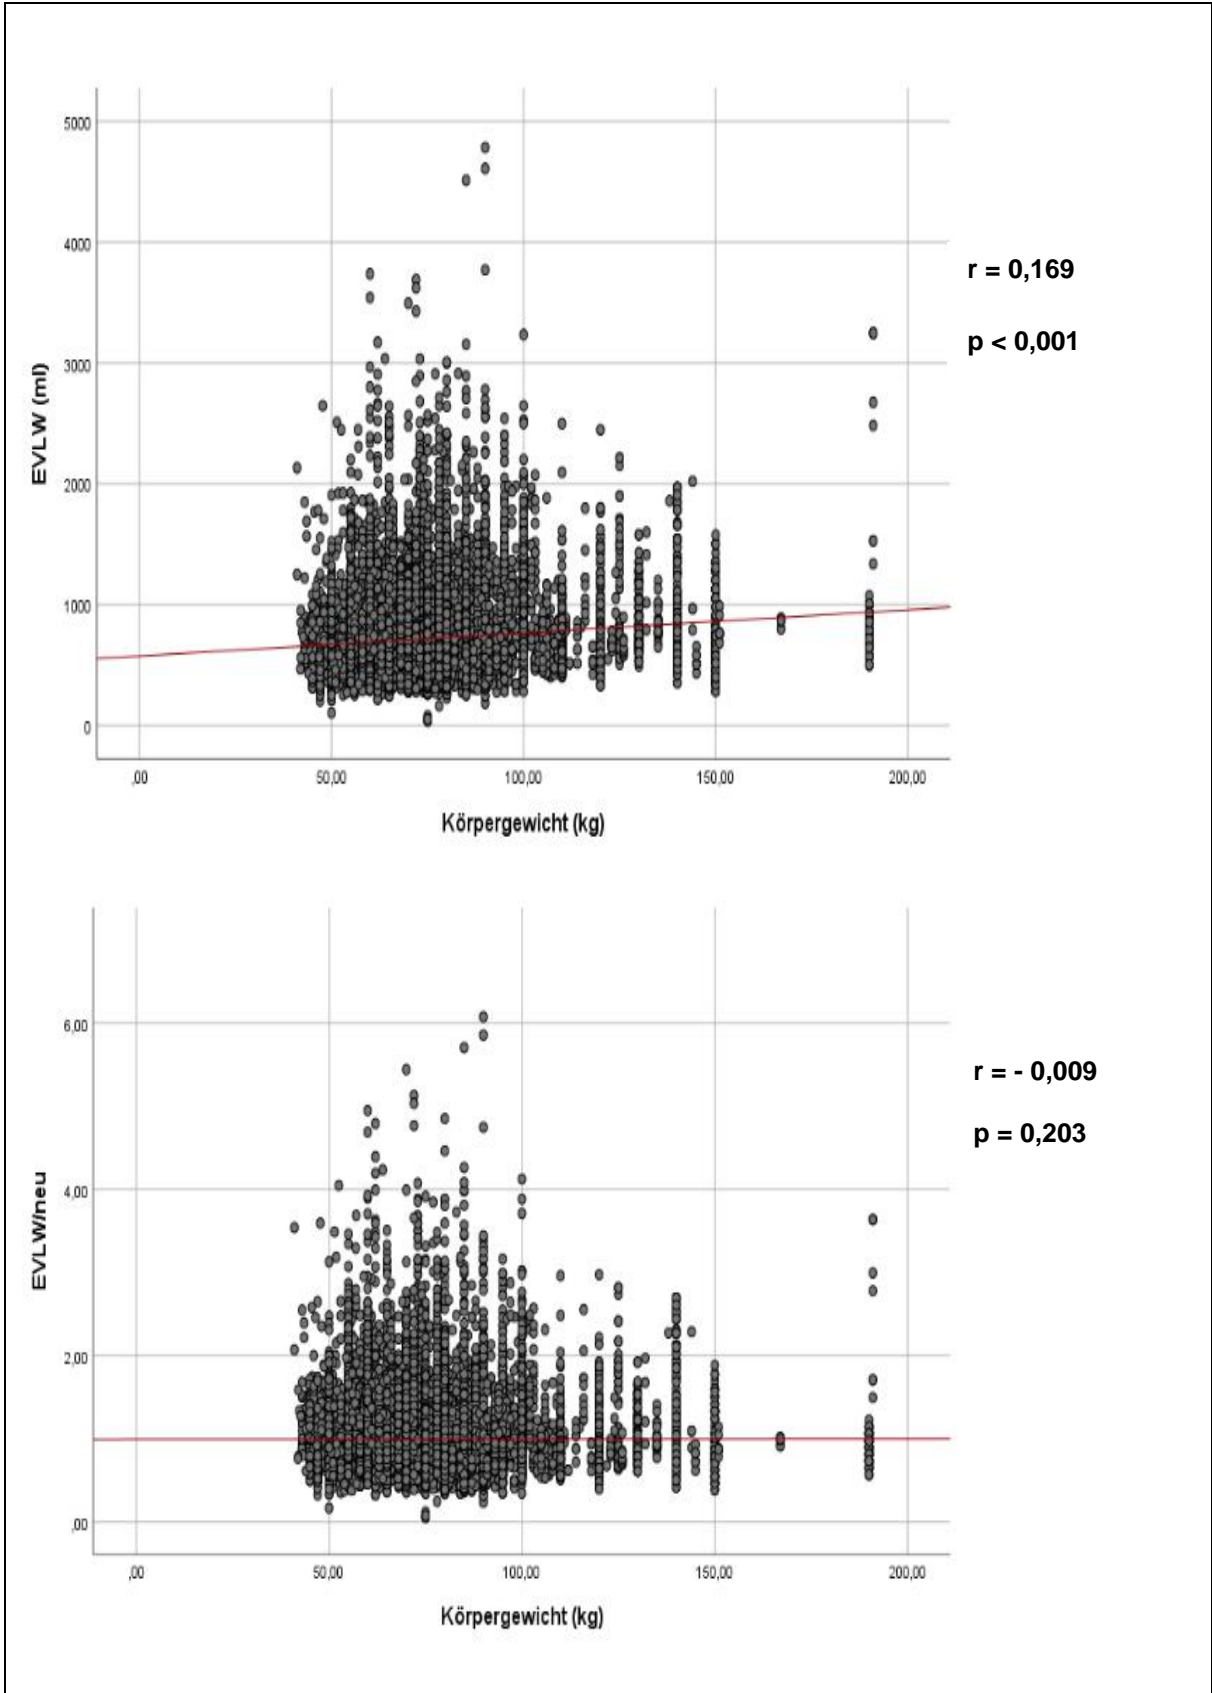 5000
4000
r = 0,169
p < 0,001
3000
EVLW (ml)
2000
1000
0
,00 50,00 100,00 150,00 200,00
Körpergewicht (kg)
6,00
r = - 0,009
p = 0,203
4,00
EVLW/neu
2,00
,00
,00 50,00 100,00 150,00 200,00
Körpergewicht (kg)